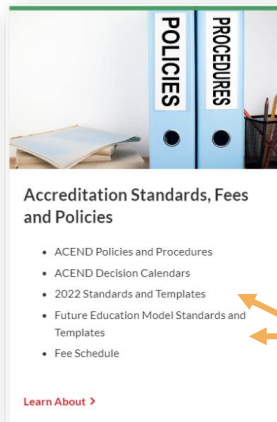 POLICIES
PROCEDURES
Accreditation Standards, Fees
and Policies
• ACEND Policies and Procedures
• ACEND Decision Calendars
• 2022 Standards and Templates
• Future Education Model Standards and
Templates
• Fee Schedule
Learn About >